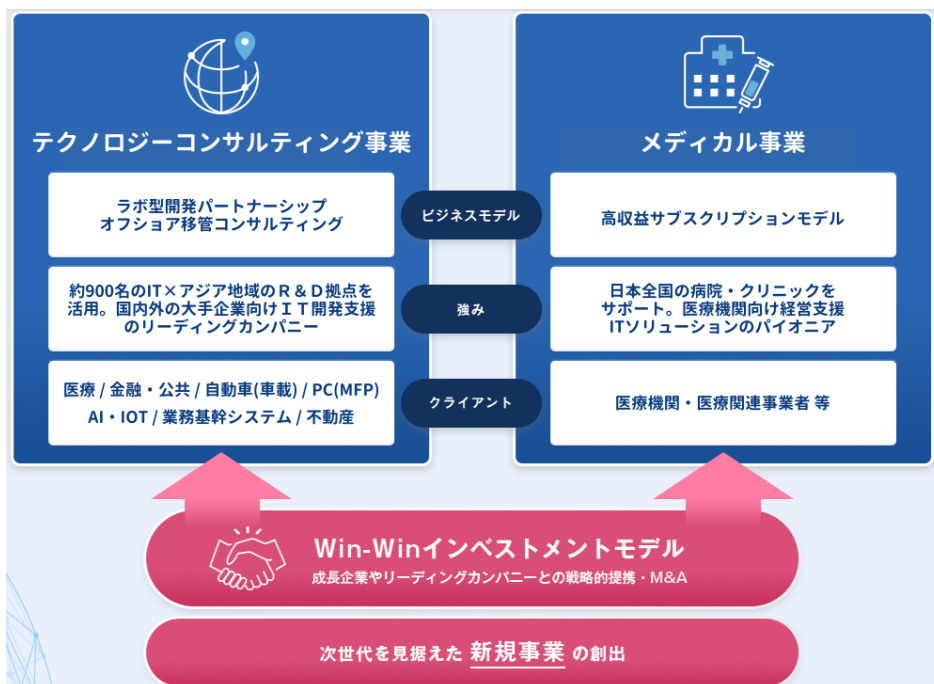 テクノロジーコンサルティング事業
メディカル事業
ラボ型開発パートナーシップ
オフショア移管コンサルティング
ビジネスモデル
高収益サブスクリプションモデル
約900名のIT×アジア地域のR＆D拠点を
活用。国内外の大手企業向けＩＴ開発支援
のリーディングカンパニー
強み
日本全国の病院・クリニックを
サポート。医療機関向け経営支援
ITソリューションのパイオニア
医療 / 金融・公共 / 自動車(車載) / PC(MFP)
AI・IOT / 業務基幹システム / 不動産
クライアント
医療機関・医療関連事業者 等
Win-Winインベストメントモデル
成長企業やリーディングカンパニーとの戦略的提携・M&A
次世代を見据えた 新規事業 の創出